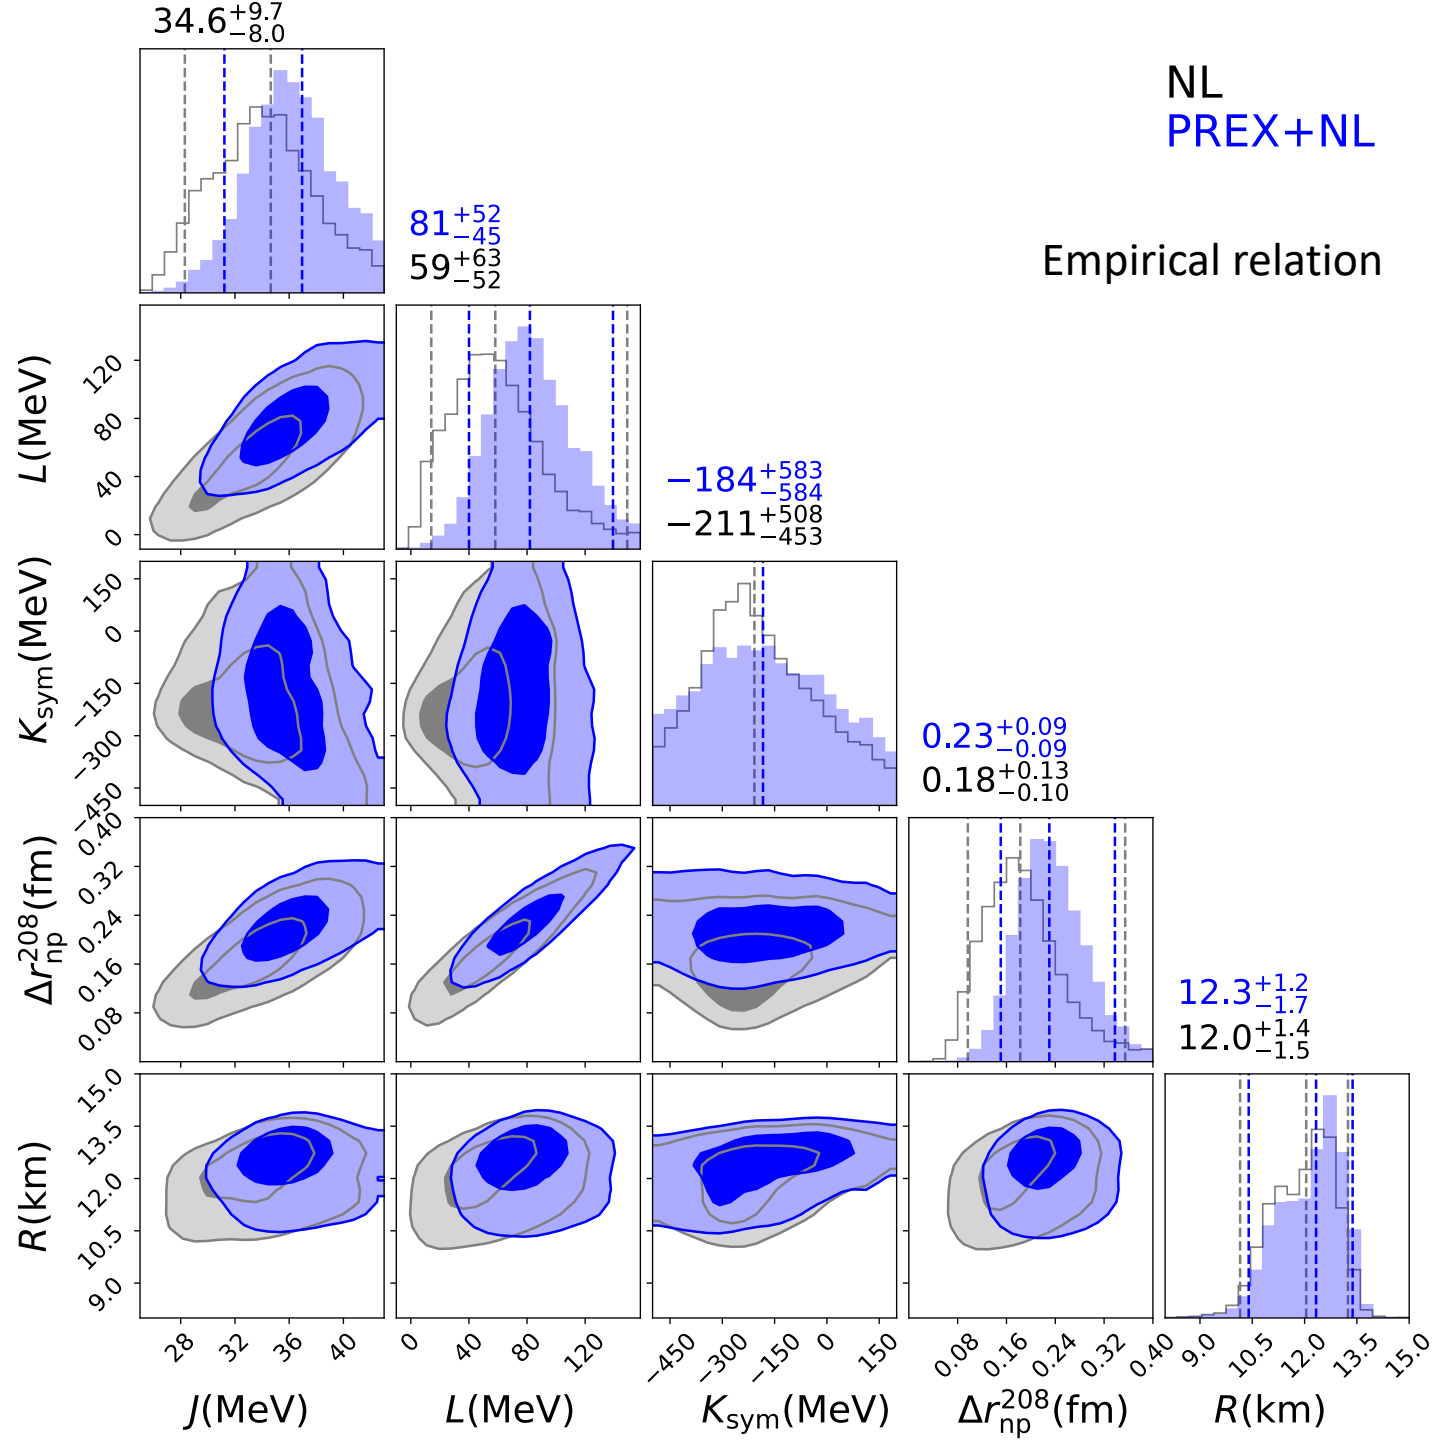 34.6 +9.7 −8.0
NL
PREX+NL
81 +52 −45
59 +63 −52
Empirical relation
L(MeV)
120
80
40
0
−184 +583 −584
−211 +508 −453
Ksym(MeV)
150
0
−150
−300
−450
0.23 +0.09 −0.09
0.18 +0.13 −0.10
Δr208np(fm)
0.40
0.32
0.24
0.16
0.08
12.3 +1.2 −1.7
12.0 +1.4 −1.5
R(km)
15.0
13.5
12.0
10.5
9.0
28 32 36 40
0 40 80 120
−450 −300 −150 0 150
0.08 0.16 0.24 0.32 0.40
9.0 10.5 12.0 13.5 15.0
J(MeV)
L(MeV)
Ksym(MeV)
Δr208np(fm)
R(km)